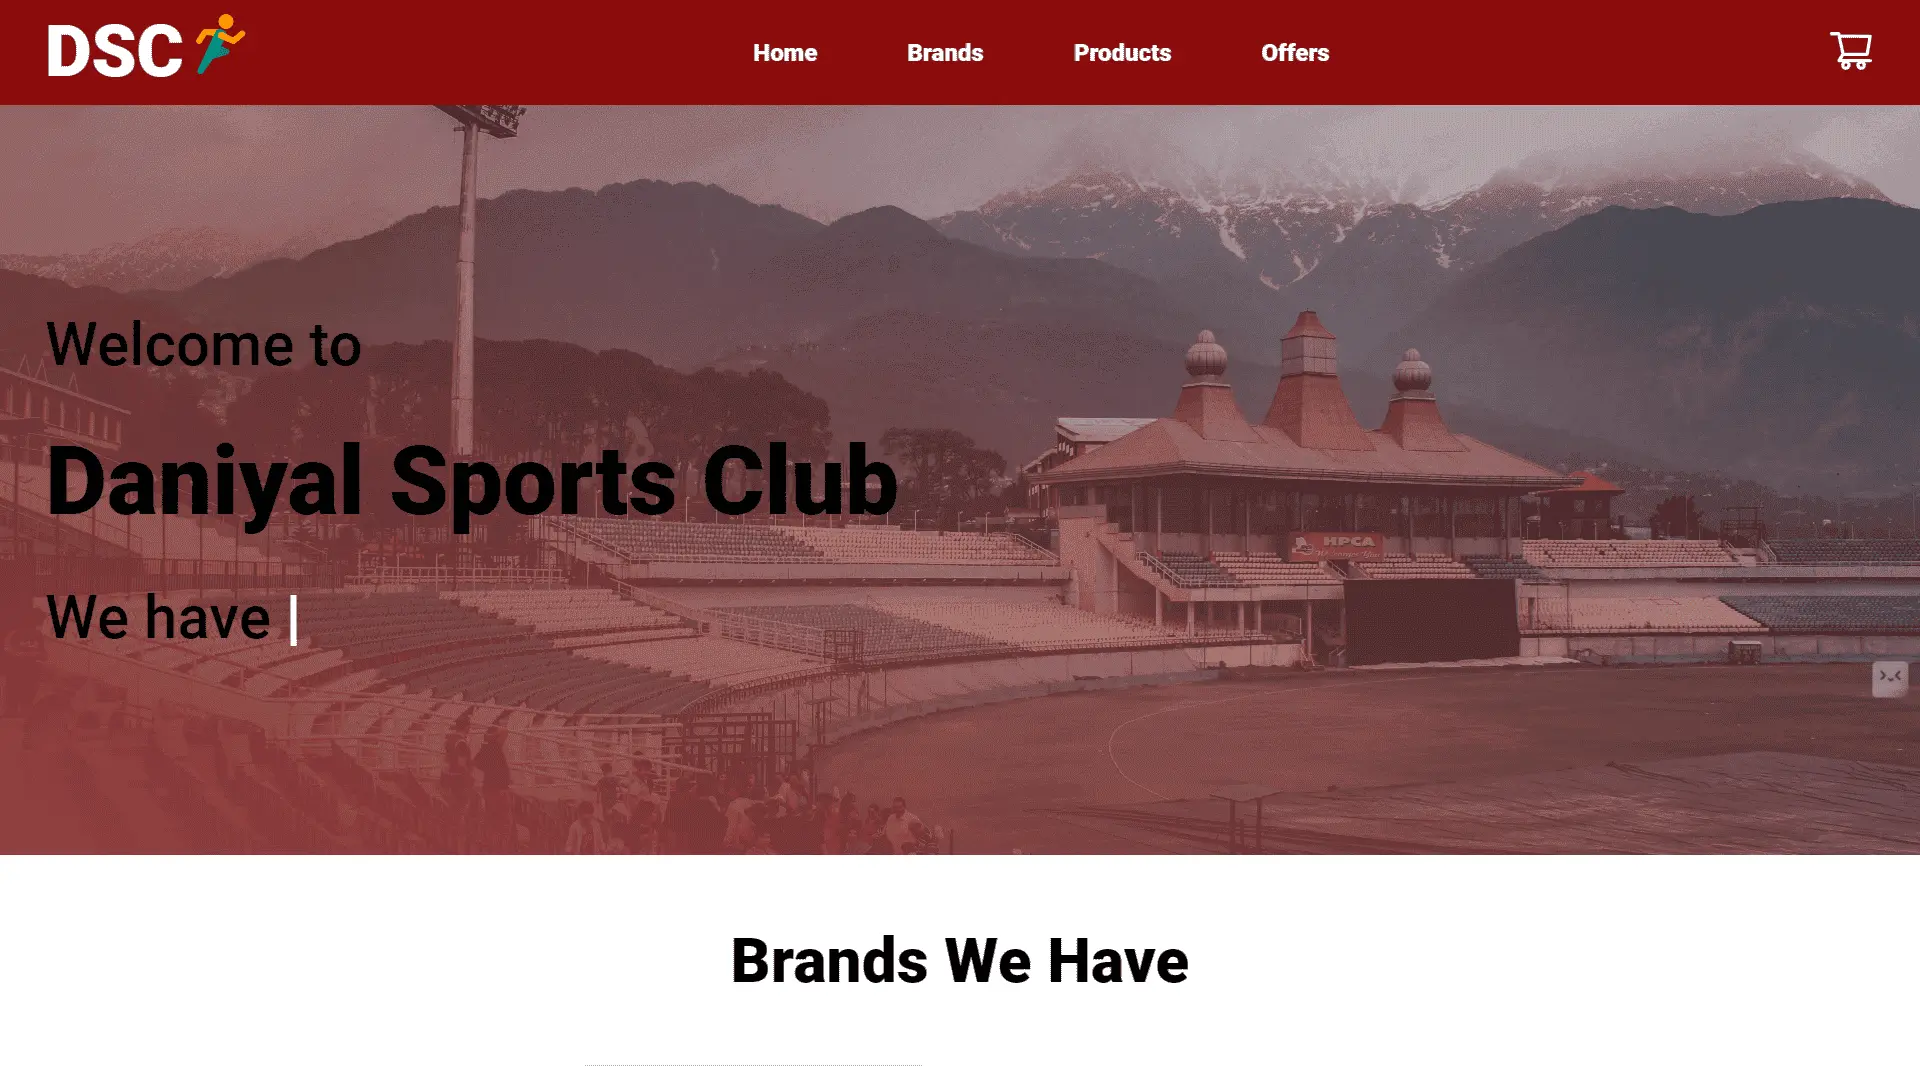 DSC
Home Brands Products Offers
Welcome to
Daniyal Sports Club
We have |
HPCA
Brands We Have